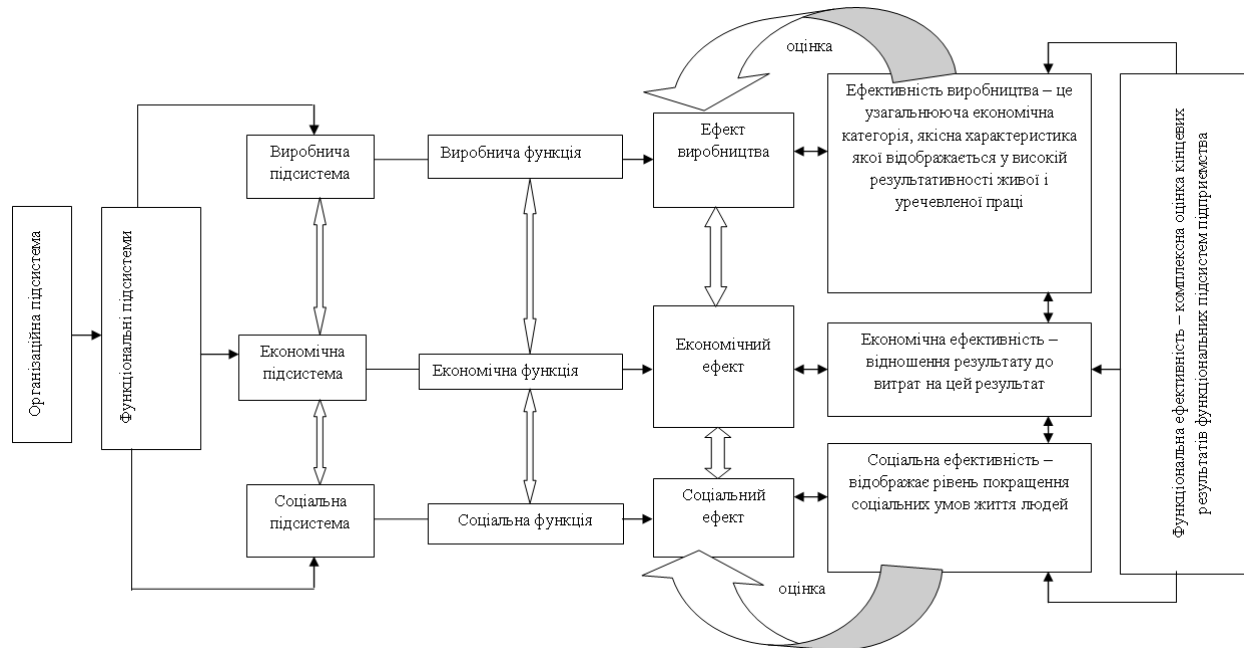 Організаційна підсистема
Функціональні підсистеми
Виробнича
підсистема
Економічна
підсистема
Соціальна
підсистема
Виробнича функція
Економічна функція
Соціальна функція
оцінка
Ефект
виробництва
Економічний
ефект
Соціальний
ефект
оцінка
Ефективність виробництва – це
узагальнююча економічна
категорія, якісна характеристика
якої відображається у високій
результативності живої і
уречевленої праці
Економічна ефективність –
відношення результату до
витрат на цей результат
Соціальна ефективність –
відображає рівень покращення
соціальних умов життя людей
Функціональна ефективність – комплексна оцінка кінцевих
результатів функціональних підсистем підприємства